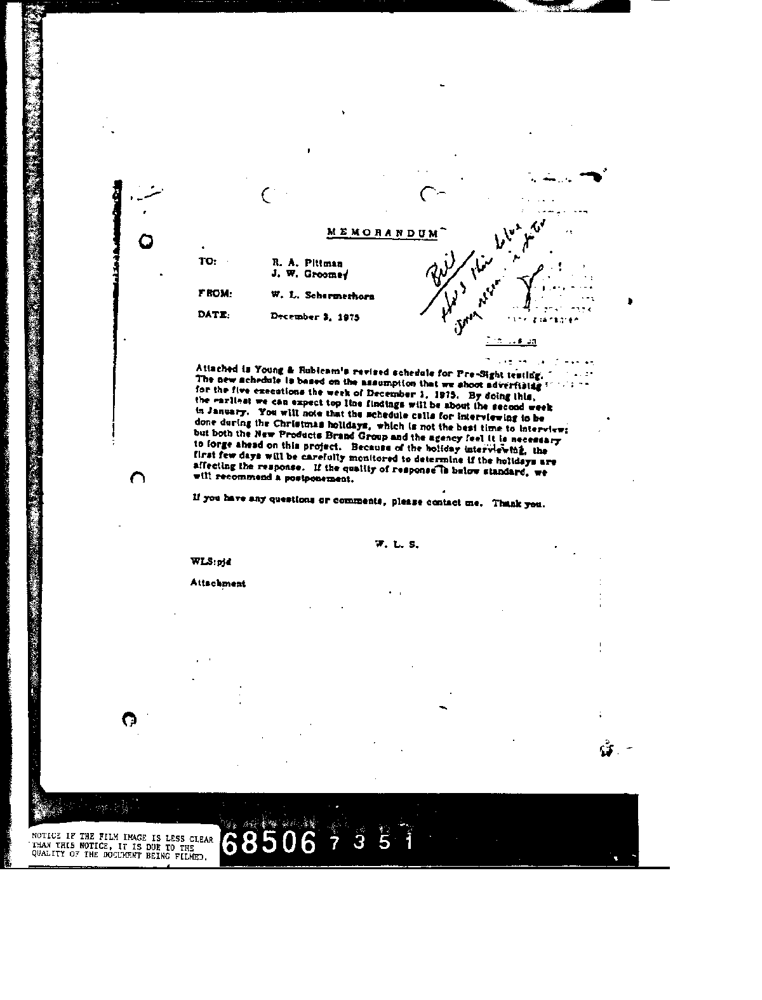 MEMORANDUM
Bill
TO: R. A. Pittman
J. W. Groome
FROM: W. L. Schermerhorn
DATE: December 3, 1975
Attached is Young & Rubicam's revised schedule for Pre-Sight testing.
The new schedule is based on the assumption that we shoot advertising
for the five executions the week of December 1, 1975. By doing this,
the earliest we can expect top line findings will be about the second week
in January. You will note that the schedule calls for interviewing to be
done during the Christmas holidays, which is not the best time to interview;
but both the New Products Brand Group and the agency feel it is necessary
to forge ahead on this project. Because of the holiday interviewing, the
first few days will be carefully monitored to determine if the holidays are
affecting the response. If the quality of response is below standard, we
will recommend a postponement.
If you have any questions or comments, please contact me. Thank you.
W. L. S.
WLS:pjd
Attachment
NOTICE IF THE FILM IMAGE IS LESS CLEAR
THAN THIS NOTICE, IT IS DUE TO THE
QUALITY OF THE DOCUMENT BEING FILMED.
68506 7351